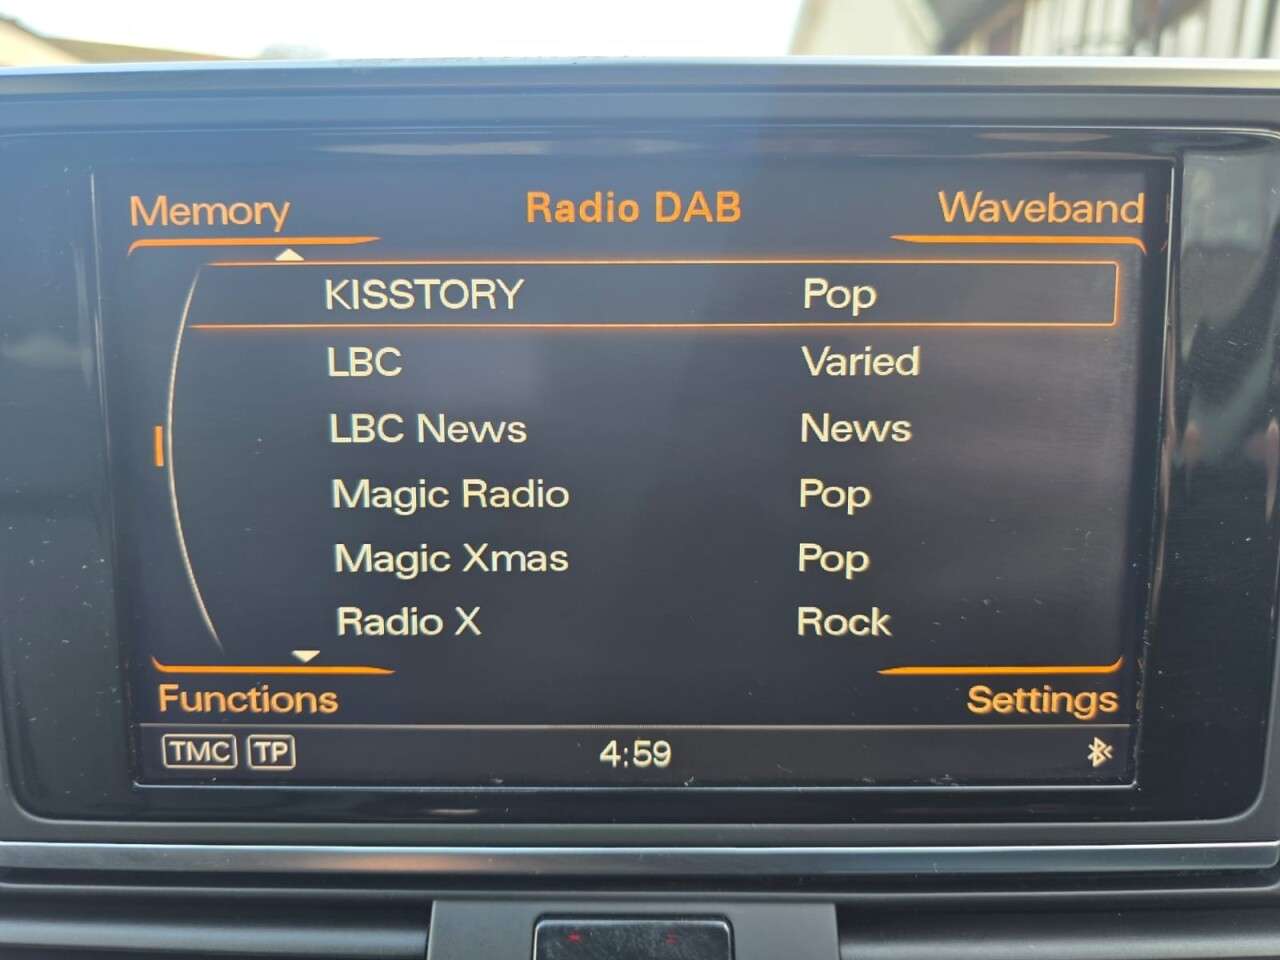 Memory Radio DAB Waveband
KISSTORY Pop
LBC Varied
LBC News News
Magic Radio Pop
Magic Xmas Pop
Radio X Rock
Functions Settings
TMC TP 4:59